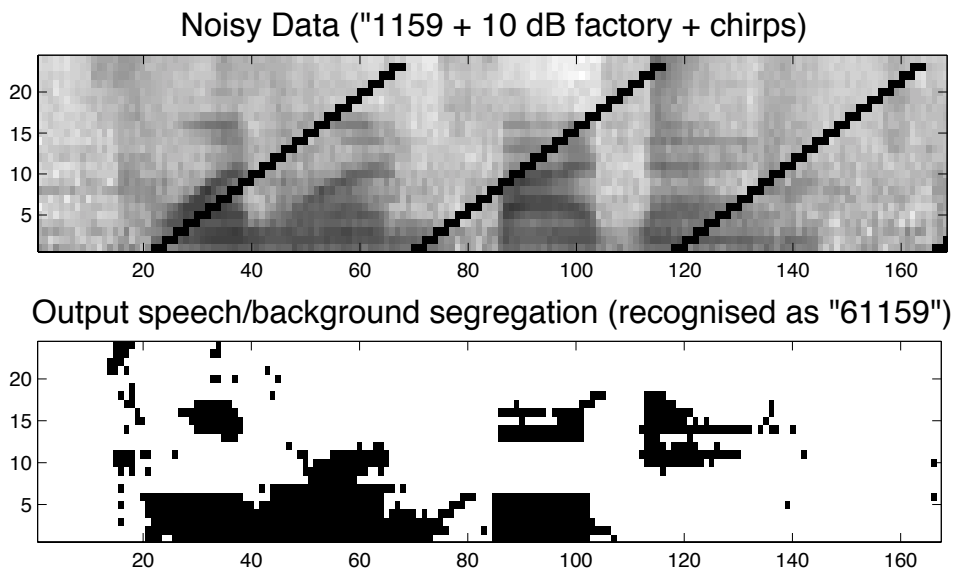 Noisy Data ("1159 + 10 dB factory + chirps)
20
15
10
5
20 40 60 80 100 120 140 160
Output speech/background segregation (recognised as "61159")
20
15
10
5
20 40 60 80 100 120 140 160